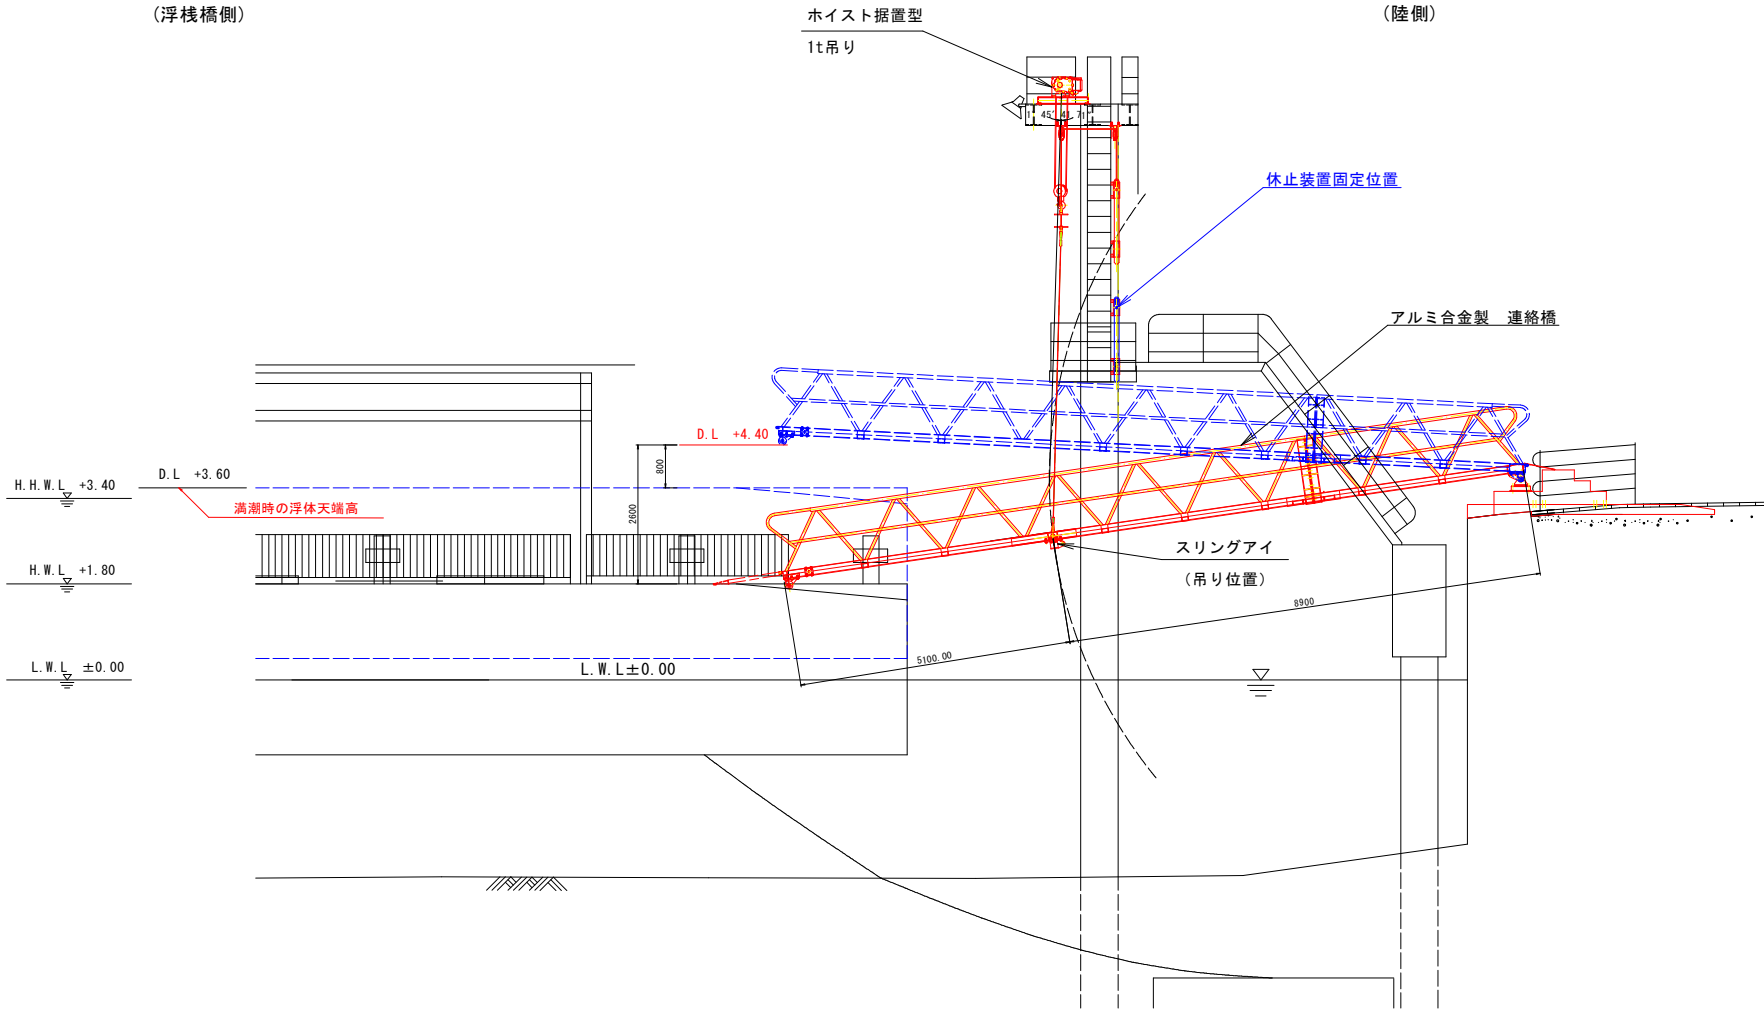 (浮桟橋側)
ホイスト据置型
1t吊り
(陸側)
休止装置固定位置
アルミ合金製　連絡橋
D.L +4.40
800
D.L +3.60
H.H.W.L +3.40
満潮時の浮体天端高
2600
スリングアイ
(吊り位置)
H.W.L +1.80
8900
5100.00
L.W.L ±0.00
L.W.L±0.00